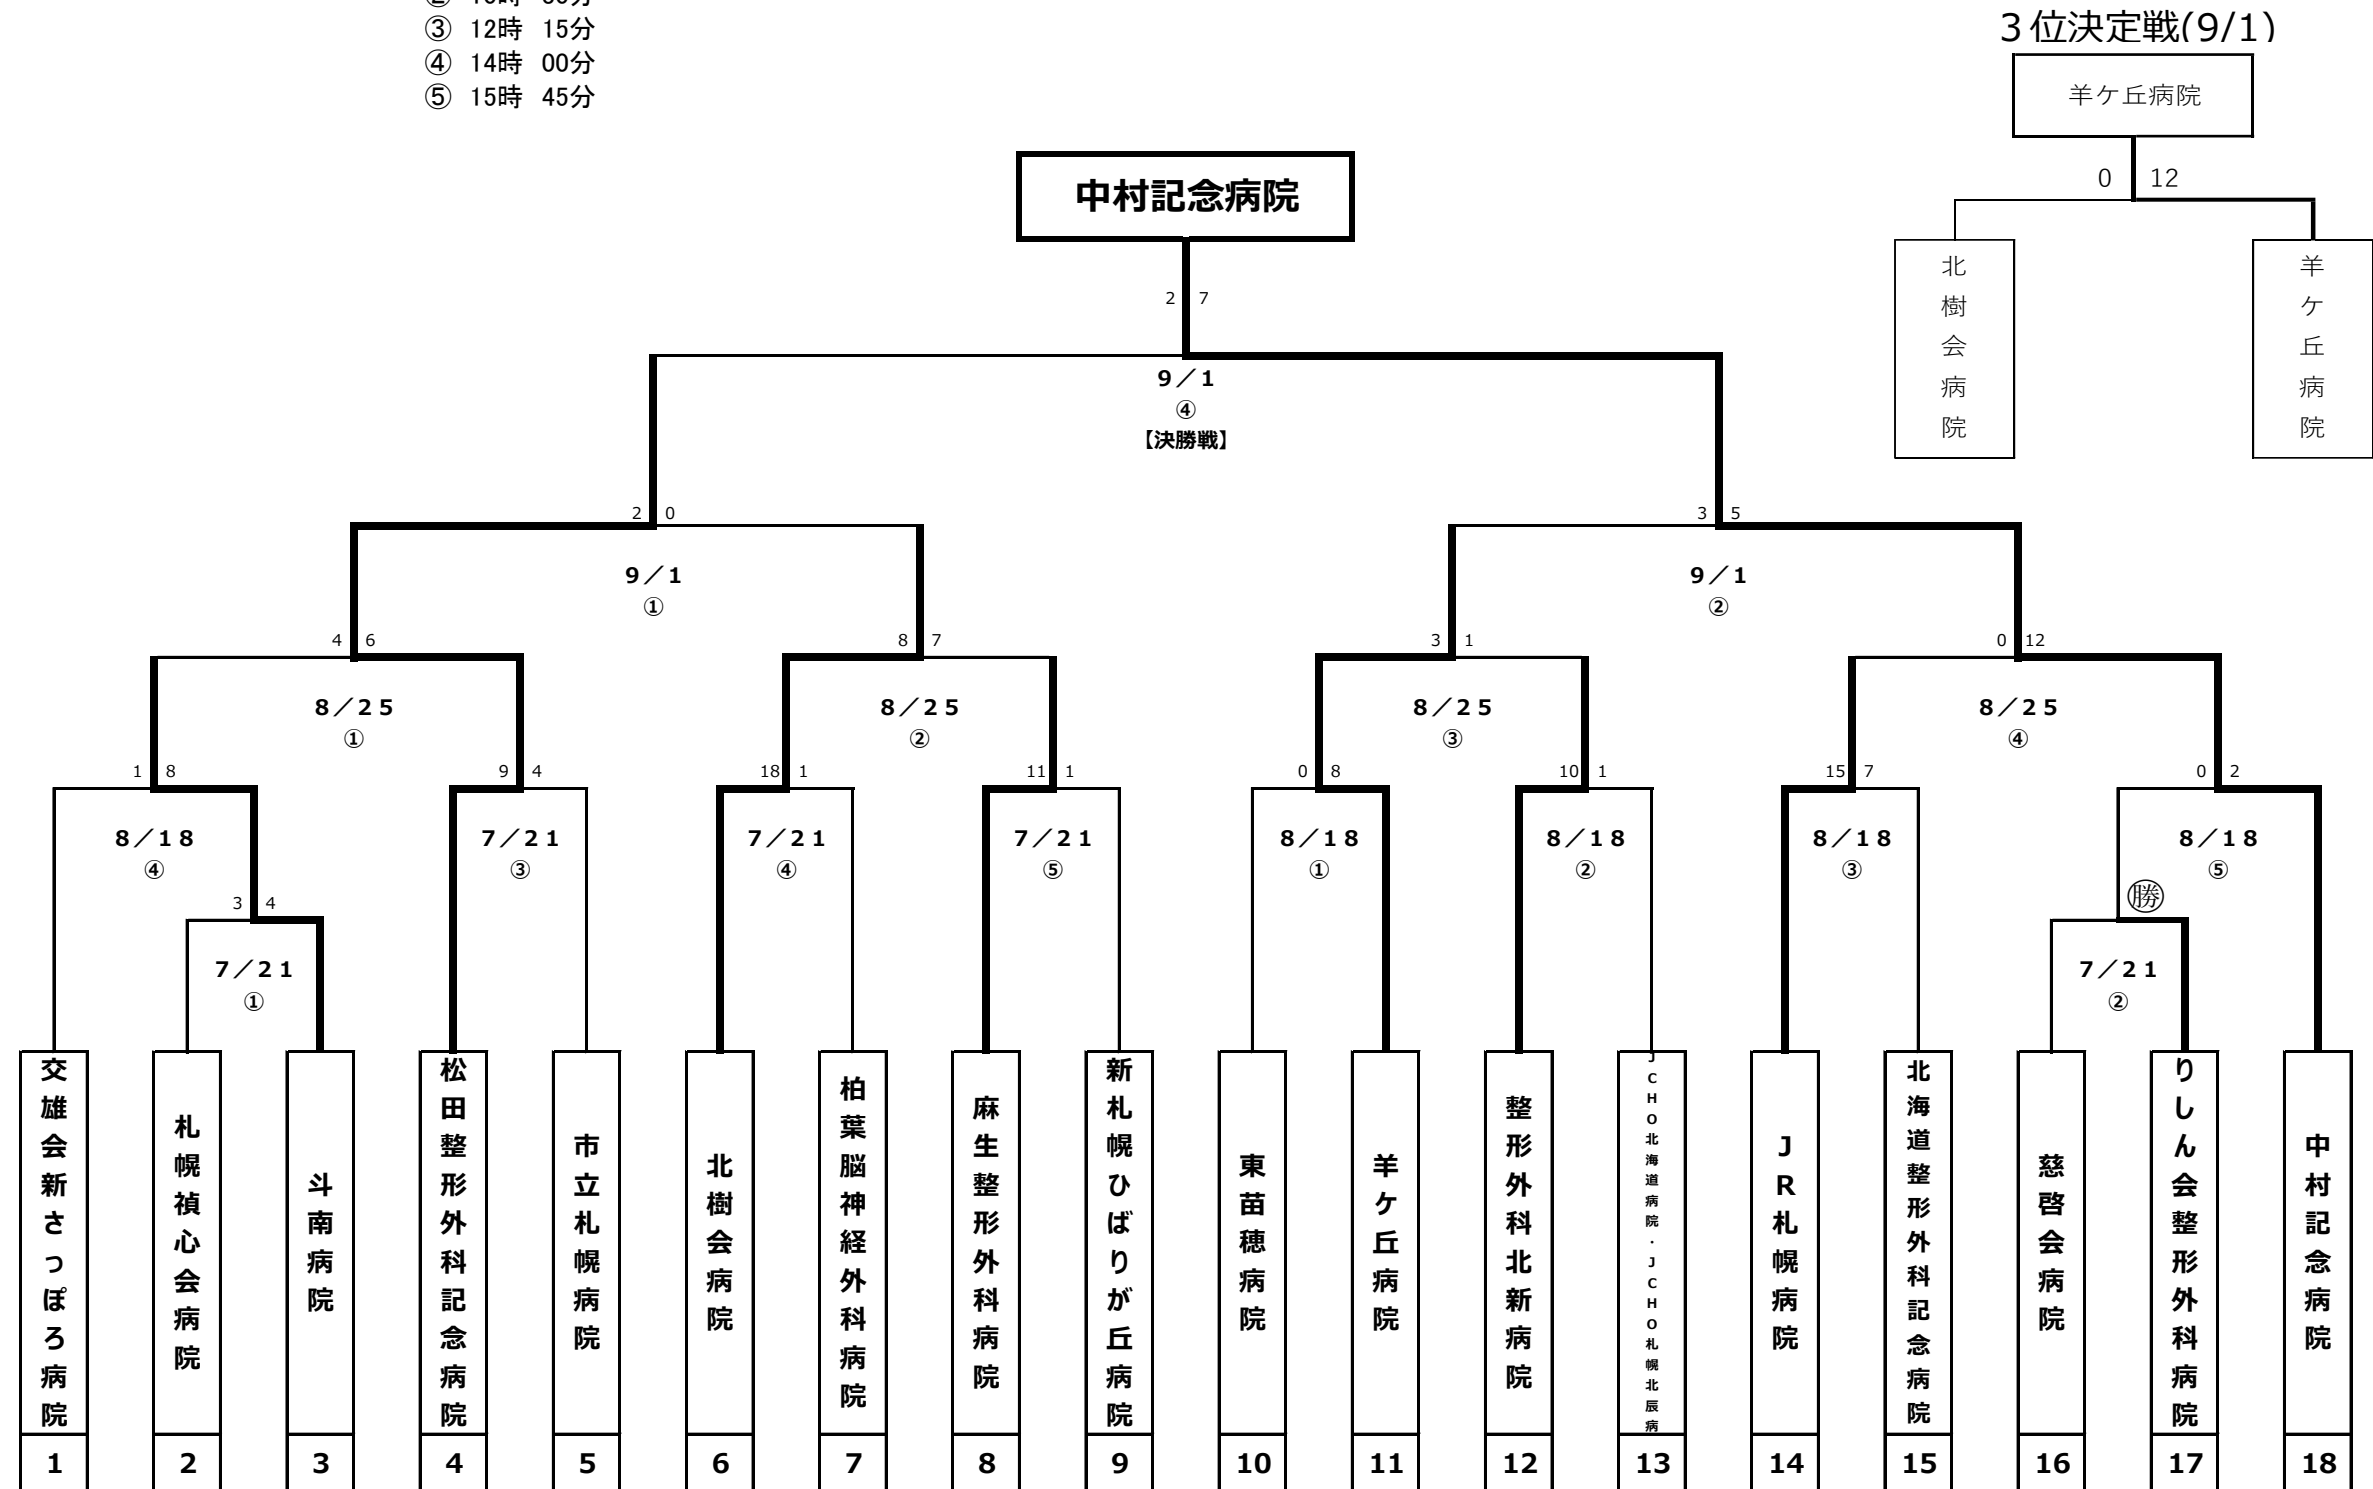 ③ 12時 15分
④ 14時 00分
⑤ 15時 45分
３位決定戦(9/1)
羊ケ丘病院
0 12
北樹会病院
羊ケ丘病院
中村記念病院
2 7
９／１
④
【決勝戦】
2 0
3 5
９／１
①
９／１
②
4 6
8 7
3 1
0 12
８／２５
①
８／２５
②
８／２５
③
８／２５
④
1 8
9 4
18 1
11 1
0 8
10 1
15 7
0 2
８／１８
④
７／２１
③
７／２１
④
７／２１
⑤
８／１８
①
８／１８
②
８／１８
③
８／１８
⑤
3 4
勝
７／２１
①
７／２１
②
交雄会新さっぽろ病院
札幌禎心会病院
斗南病院
松田整形外科記念病院
市立札幌病院
北樹会病院
柏葉脳神経外科病院
麻生整形外科病院
新札幌ひばりが丘病院
東苗穂病院
羊ケ丘病院
整形外科北新病院
ＪＣＨＯ北海道病院・ＪＣＨＯ札幌北辰病
ＪＲ札幌病院
北海道整形外科記念病院
慈啓会病院
りしん会整形外科病院
中村記念病院
1 2 3 4 5 6 7 8 9 10 11 12 13 14 15 16 17 18